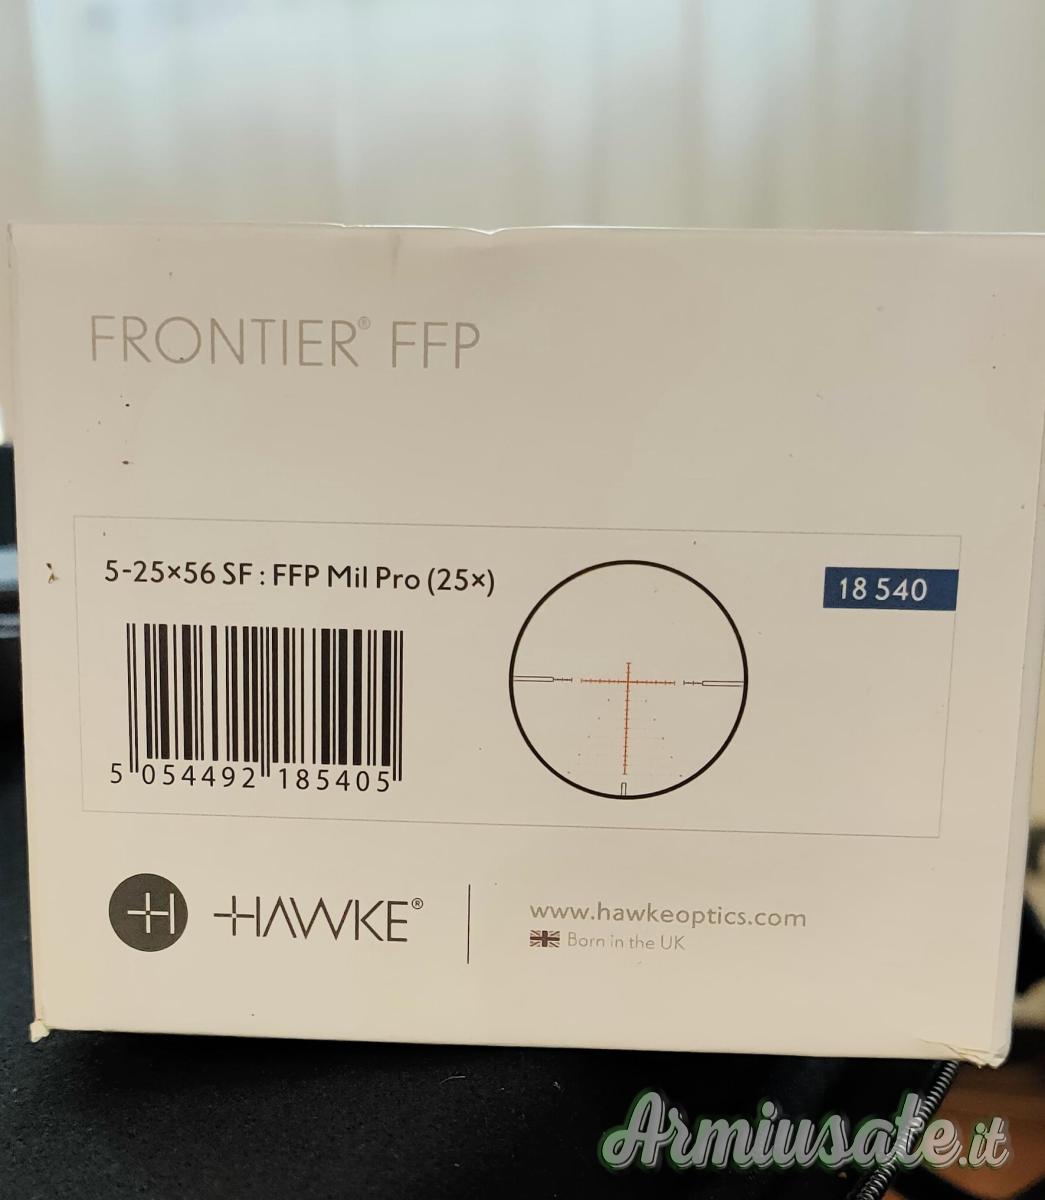 FRONTIER® FFP
5-25×56 SF : FFP Mil Pro (25×)
18 540
5 054492 185405
HAWKE®
www.hawkeoptics.com
Born in the UK
Armiusate.it